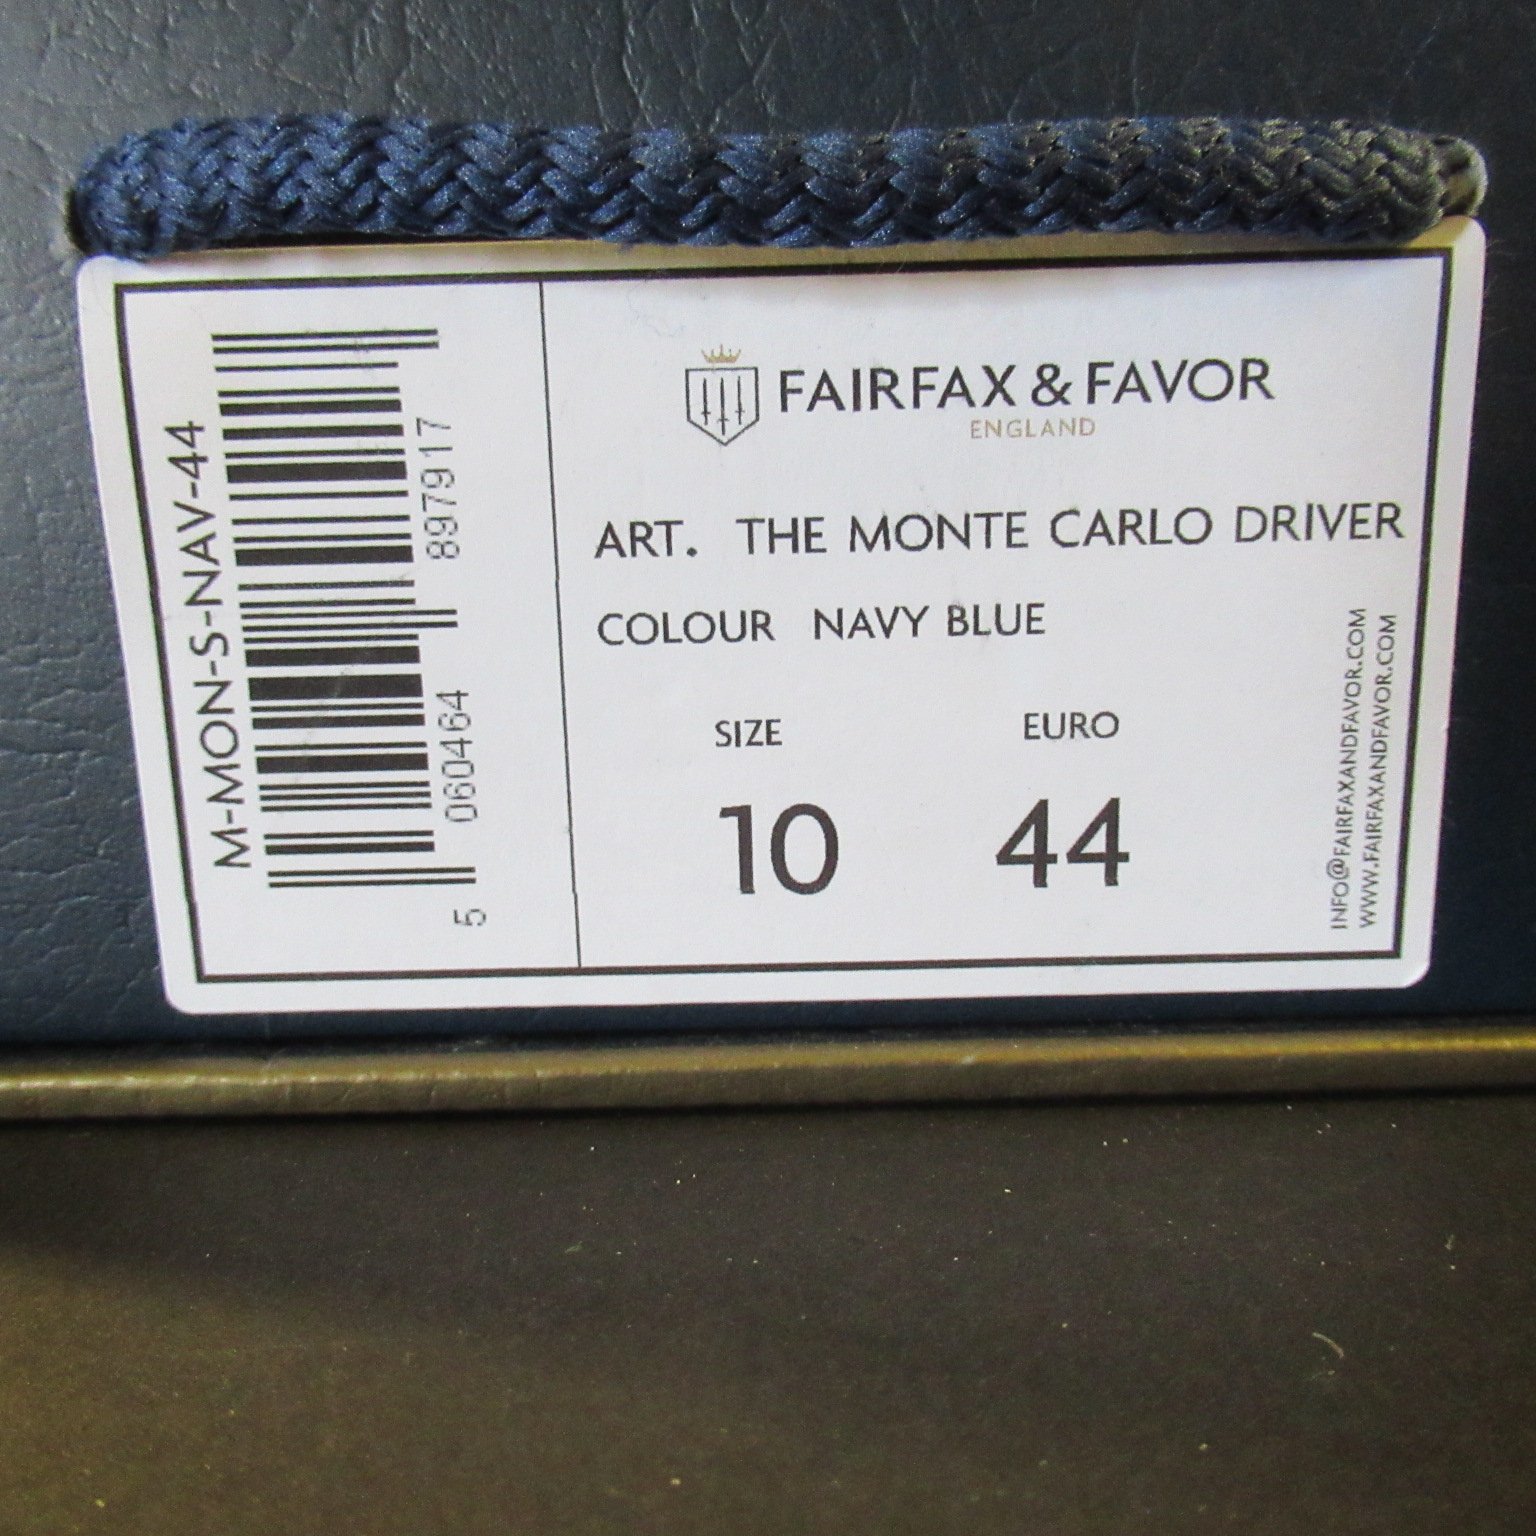 M-MON-S-NAV-44
5 060464 897917
FAIRFAX & FAVOR
ENGLAND
ART. THE MONTE CARLO DRIVER
COLOUR NAVY BLUE
SIZE EURO
10 44
INFO@FAIRFAXANDFAVOR.COM
WWW.FAIRFAXANDFAVOR.COM